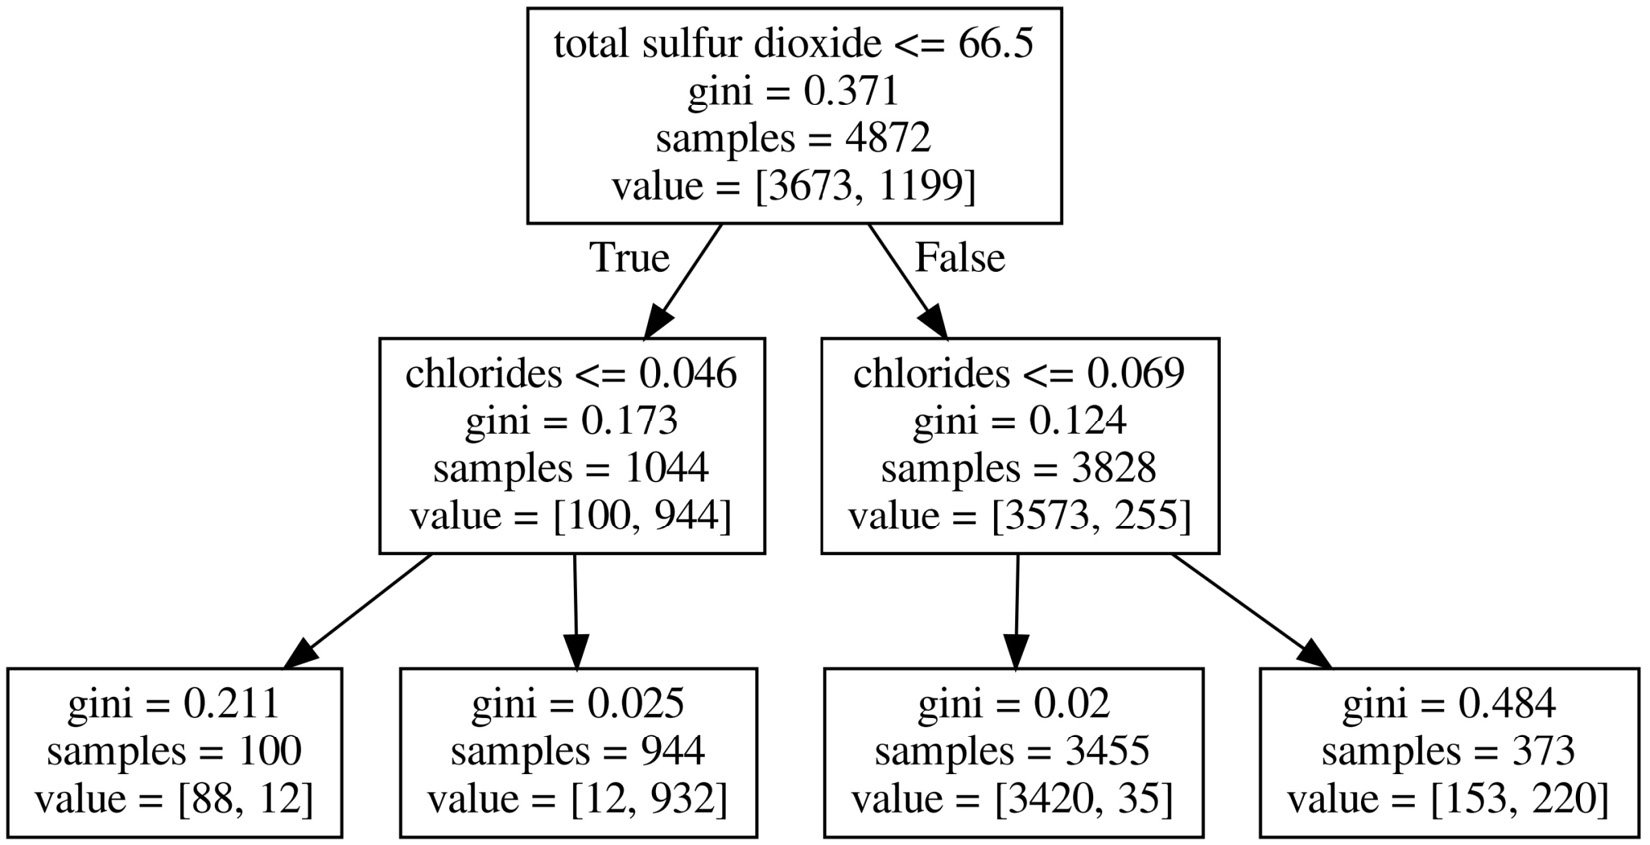 total sulfur dioxide <= 66.5
gini = 0.371
samples = 4872
value = [3673, 1199]
True
False
chlorides <= 0.046
gini = 0.173
samples = 1044
value = [100, 944]
chlorides <= 0.069
gini = 0.124
samples = 3828
value = [3573, 255]
gini = 0.211
samples = 100
value = [88, 12]
gini = 0.025
samples = 944
value = [12, 932]
gini = 0.02
samples = 3455
value = [3420, 35]
gini = 0.484
samples = 373
value = [153, 220]